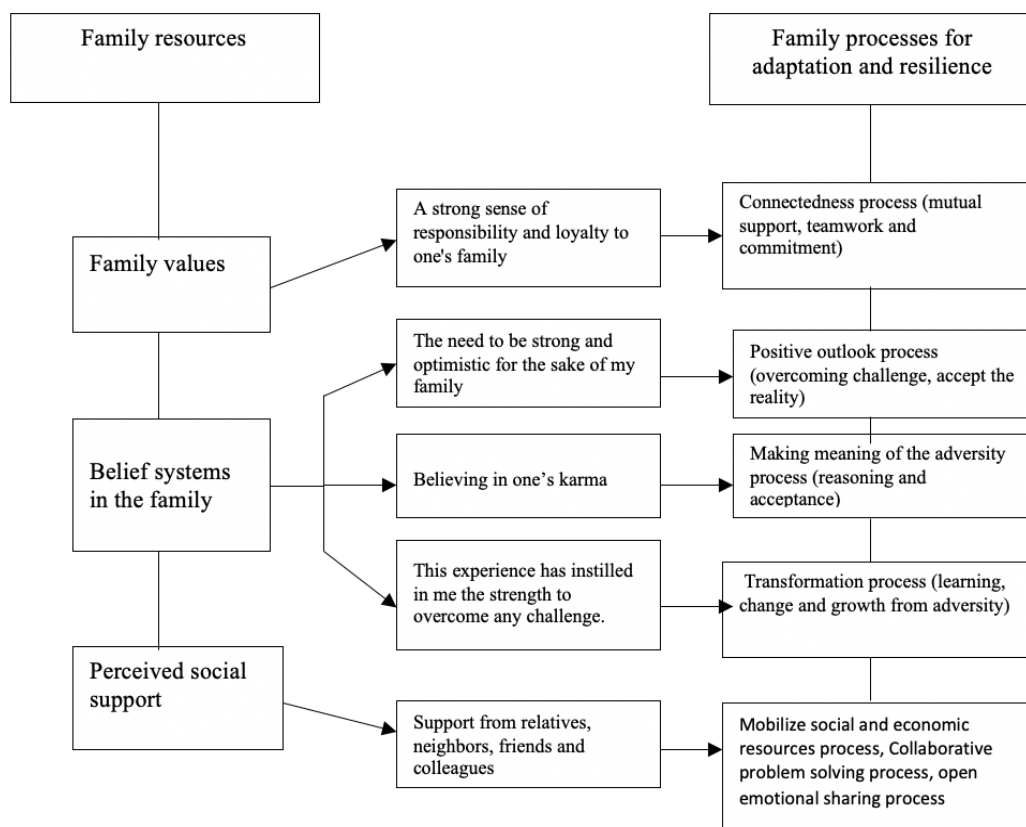 Family resources
Family processes for
adaptation and resilience
Family values
A strong sense of
responsibility and loyalty to
one's family
Connectedness process (mutual
support, teamwork and
commitment)
Belief systems
in the family
The need to be strong and
optimistic for the sake of my
family
Positive outlook process
(overcoming challenge, accept the
reality)
Believing in one’s karma
Making meaning of the adversity
process (reasoning and
acceptance)
This experience has instilled
in me the strength to
overcome any challenge.
Transformation process (learning,
change and growth from adversity)
Perceived social
support
Support from relatives,
neighbors, friends and
colleagues
Mobilize social and economic
resources process, Collaborative
problem solving process, open
emotional sharing process